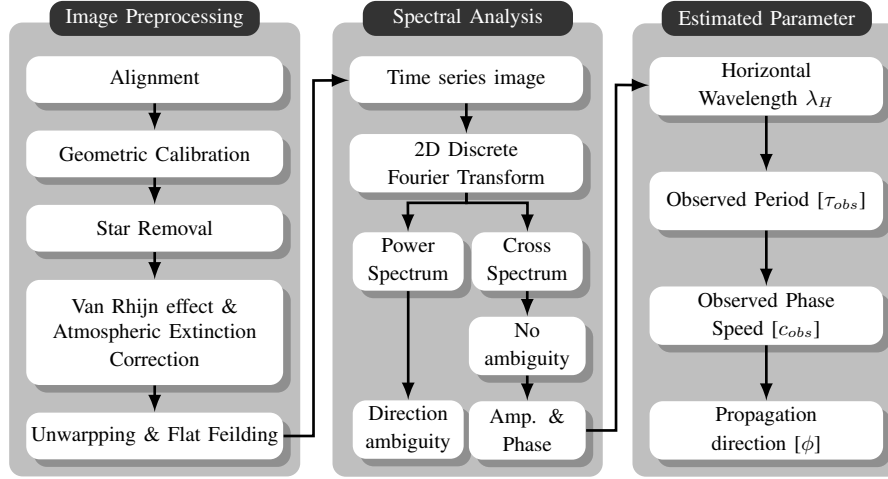 Image Preprocessing
Alignment
Geometric Calibration
Star Removal
Van Rhijn effect &
Atmospheric Extinction
Correction
Unwarpping & Flat Feilding
Spectral Analysis
Time series image
2D Discrete
Fourier Transform
Power
Spectrum
Cross
Spectrum
No
ambiguity
Direction
ambiguity
Amp. &
Phase
Estimated Parameter
Horizontal
Wavelength λ_H
Observed Period [τ_obs]
Observed Phase
Speed [c_obs]
Propagation
direction [ϕ]